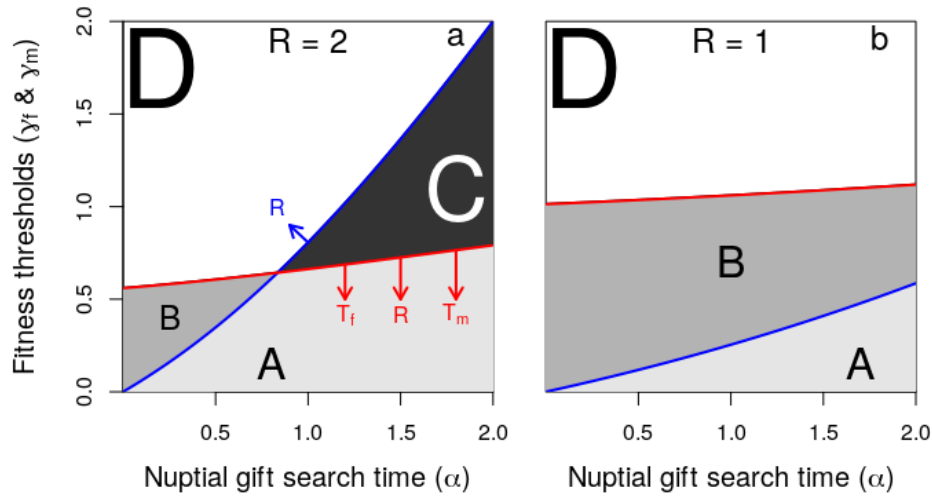 Fitness thresholds (γf & γm)
2.0
1.5
1.0
0.5
0.0
D
R = 2
a
C
R
B
A
Tf
R
Tm
0.5
1.0
1.5
2.0
Nuptial gift search time (α)
D
R = 1
b
B
A
0.5
1.0
1.5
2.0
Nuptial gift search time (α)